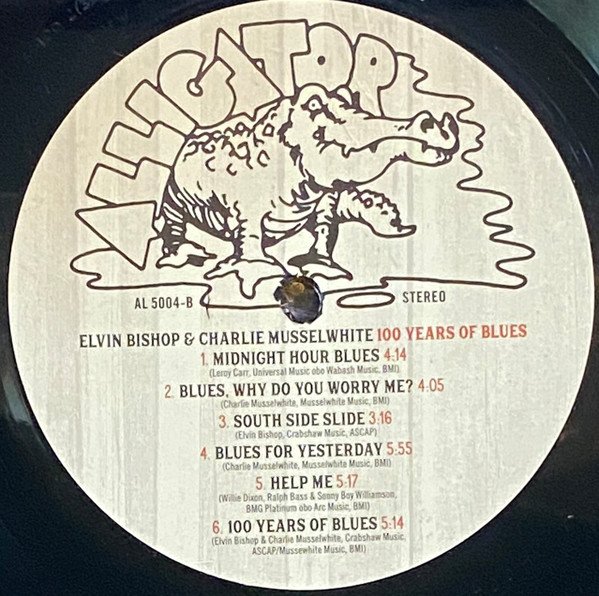 ALLIGATOR
AL 5004-B
STEREO
ELVIN BISHOP & CHARLIE MUSSELWHITE 100 YEARS OF BLUES
1. MIDNIGHT HOUR BLUES 4:14
(Leroy Carr, Universal Music obo Wabash Music, BMI)
2. BLUES, WHY DO YOU WORRY ME? 4:05
(Charlie Musselwhite, Musselwhite Music, BMI)
3. SOUTH SIDE SLIDE 3:16
(Elvin Bishop, Crabshaw Music, ASCAP)
4. BLUES FOR YESTERDAY 5:55
(Charlie Musselwhite, Musselwhite Music, BMI)
5. HELP ME 5:17
(Willie Dixon, Ralph Bass & Sonny Boy Williamson,
BMG Platinum obo Arc Music, BMI)
6. 100 YEARS OF BLUES 5:14
(Elvin Bishop & Charlie Musselwhite, Crabshaw Music,
ASCAP/Mussewhite Music, BMI)